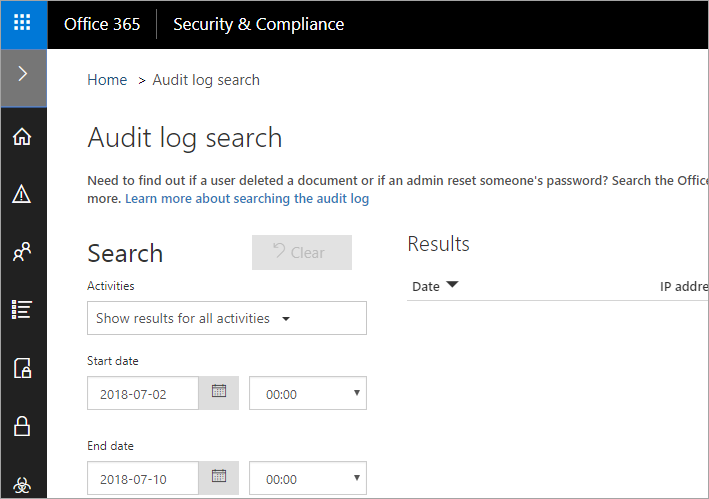 Office 365 Security & Compliance
Home > Audit log search
Audit log search
Need to find out if a user deleted a document or if an admin reset someone's password? Search the Office
more. Learn more about searching the audit log
Search
Clear
Activities
Show results for all activities
Start date
2018-07-02 00:00
End date
2018-07-10 00:00
Results
Date IP addre